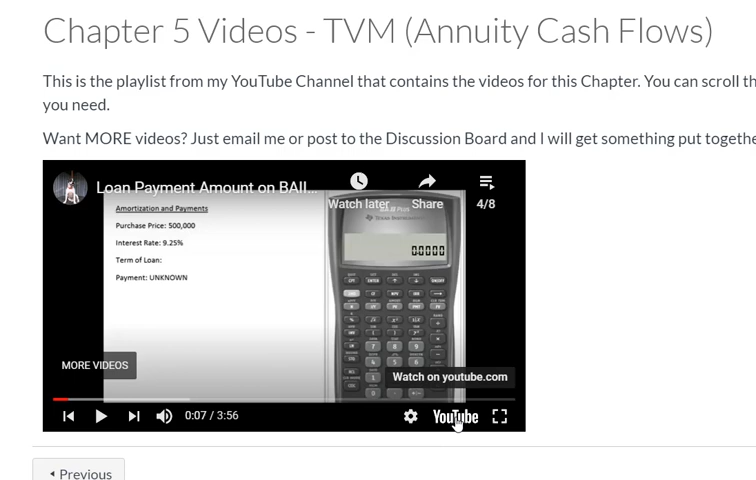 Chapter 5 Videos - TVM (Annuity Cash Flows)
This is the playlist from my YouTube Channel that contains the videos for this Chapter. You can scroll th
you need.
Want MORE videos? Just email me or post to the Discussion Board and I will get something put togethe
Loan Payment Amount on BAII...
Watch later
Share
4/8
Amortization and Payments
Purchase Price: 500,000
Interest Rate: 9.25%
Term of Loan:
Payment: UNKNOWN
Texas Instruments
0.0000
MORE VIDEOS
Watch on youtube.com
0:07 / 3:56
YouTube
Previous